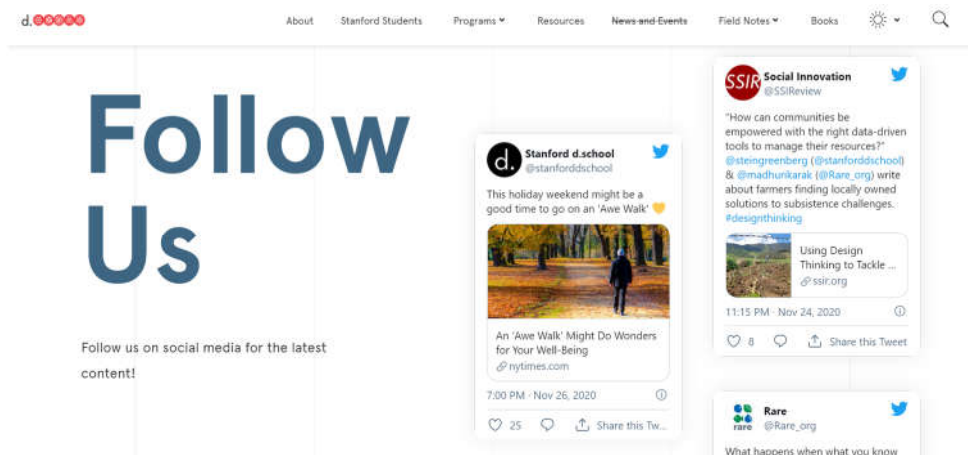 d.
About Stanford Students Programs Resources News and Events Field Notes Books
Follow
Us
Follow us on social media for the latest
content!
d. Stanford d.school
@stanforddschool
This holiday weekend might be a
good time to go on an 'Awe Walk' 💛
An 'Awe Walk' Might Do Wonders
for Your Well-Being
nytimes.com
7:00 PM · Nov 26, 2020
25 Share this Tw...
SSIR Social Innovation
@SSIReview
"How can communities be
empowered with the right data-driven
tools to manage their resources?"
@steingreenberg (@stanforddschool)
& @madhurikarak (@Rare_org) write
about farmers finding locally owned
solutions to subsistence challenges.
#designthinking
Using Design
Thinking to Tackle ...
ssir.org
11:15 PM · Nov 24, 2020
8 Share this Tweet
rare Rare
@Rare_org
What happens when what you know